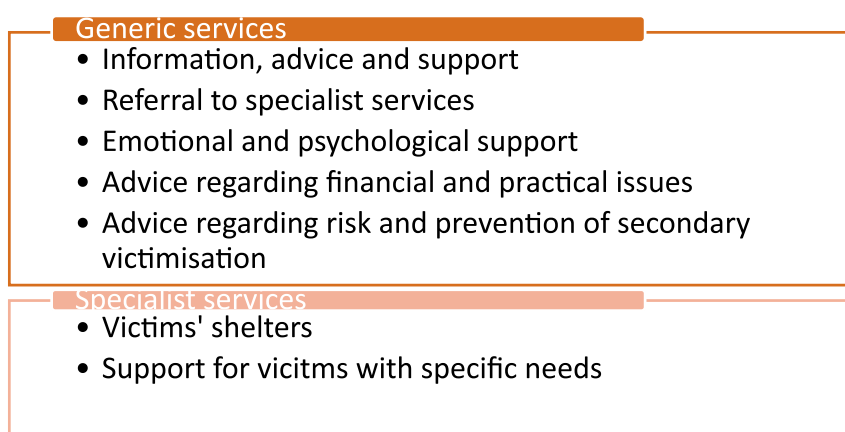 Generic services
• Information, advice and support
• Referral to specialist services
• Emotional and psychological support
• Advice regarding financial and practical issues
• Advice regarding risk and prevention of secondary
victimisation
Specialist services
• Victims' shelters
• Support for vicitms with specific needs